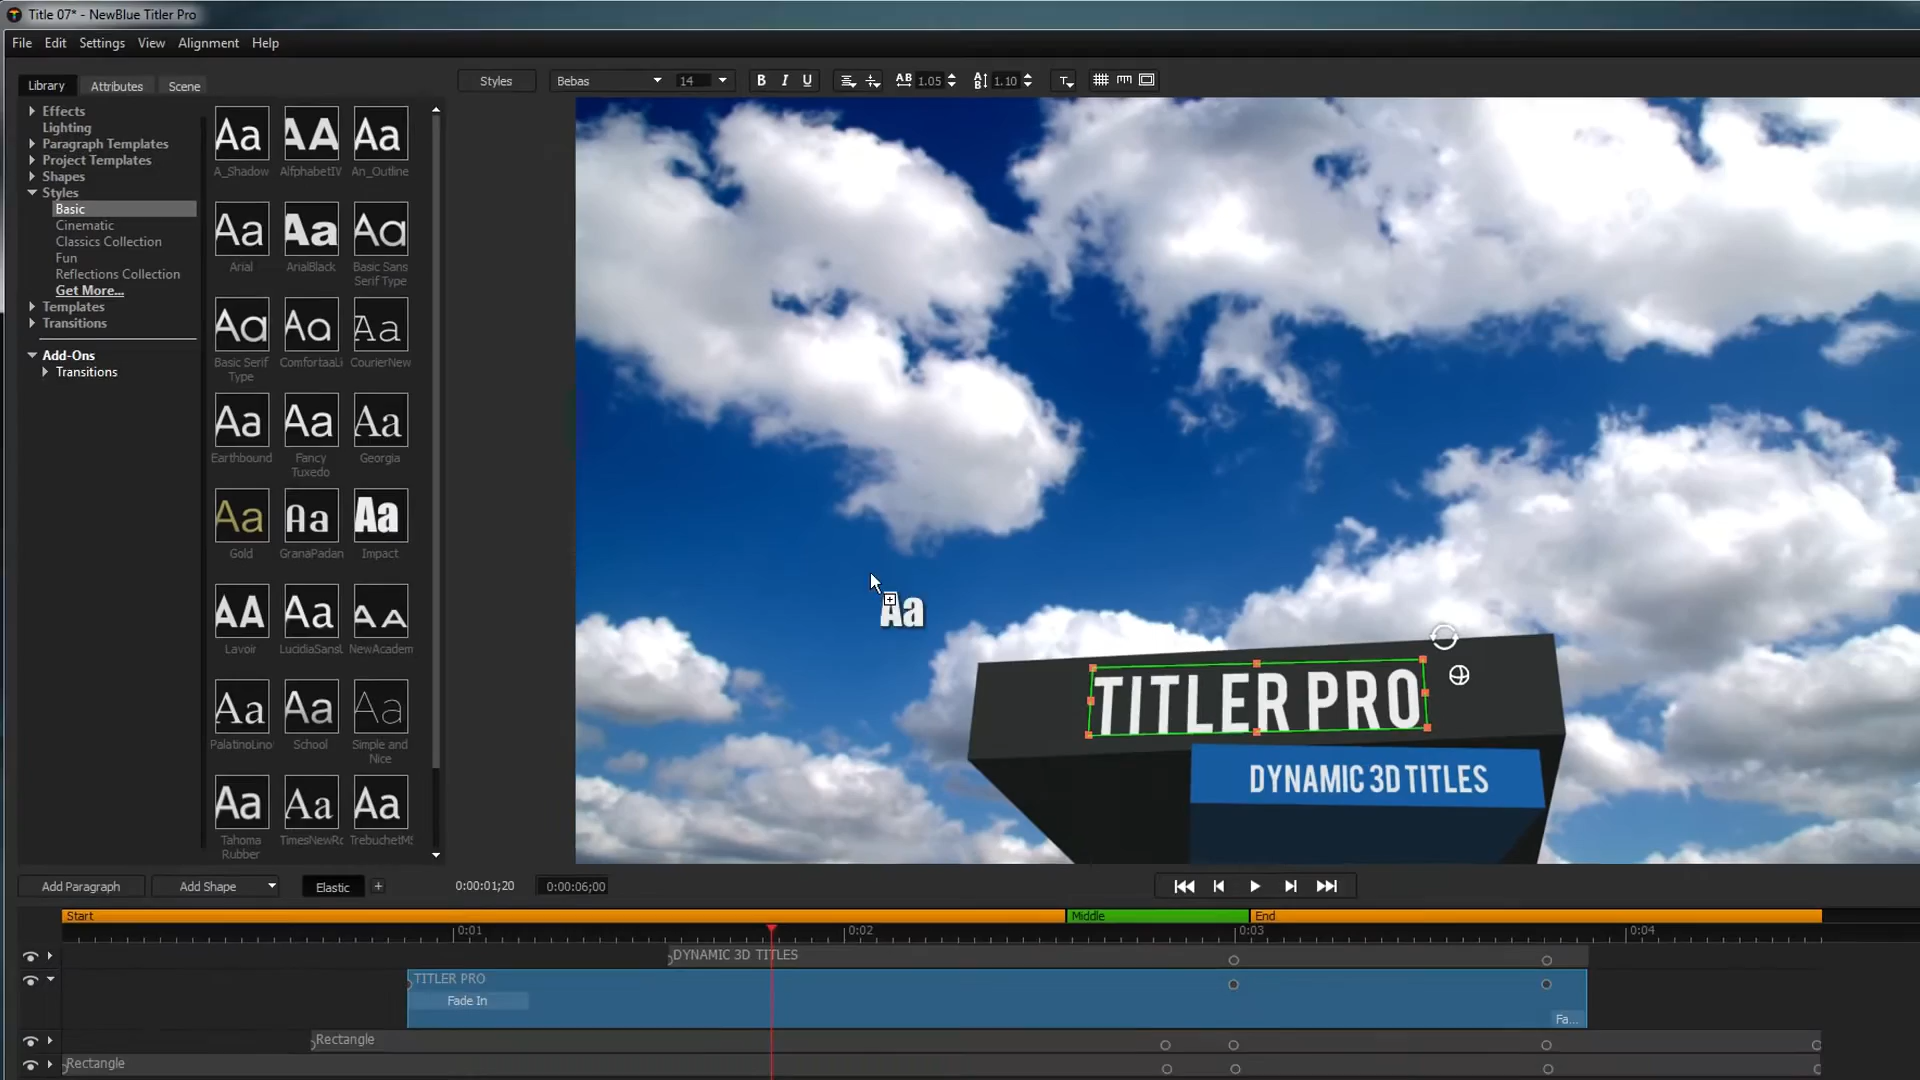 Title 07* - NewBlue Titler Pro
File Edit Settings View Alignment Help
Library Attributes Scene
Styles Bebas 14 B I U AB 1.05 AB 1.10 T
Effects
Lighting
Paragraph Templates
Project Templates
Shapes
Styles
Basic
Cinematic
Classics Collection
Fun
Reflections Collection
Get More...
Templates
Transitions
Add-Ons
Transitions
Aa AA Aa
A_Shadow AlfphabetIV An_Outline
Aa Aa Aa
Arial ArialBlack Basic Sans
Serif Type
Aa Aa Aa
Basic Serif
Type ComfortaaLi CourierNew
Aa Aa Aa
Earthbound Fancy
Tuxedo Georgia
Aa Aa Aa
Gold GranaPadan Impact
AA Aa AA
Lavoir LucidiaSansU NewAcadem
Aa Aa Aa
PalatinoLino School Simple and
Nice
Aa Aa Aa
Tahoma
Rubber TimesNewRo TrebuchetMS
Aa
TITLER PRO
DYNAMIC 3D TITLES
Add Paragraph Add Shape Elastic + 0:00:01;20 0:00:06;00
Start Middle End
0:01 0:02 0:03 0:04
DYNAMIC 3D TITLES
TITLER PRO
Fade In
Fa...
Rectangle
Rectangle